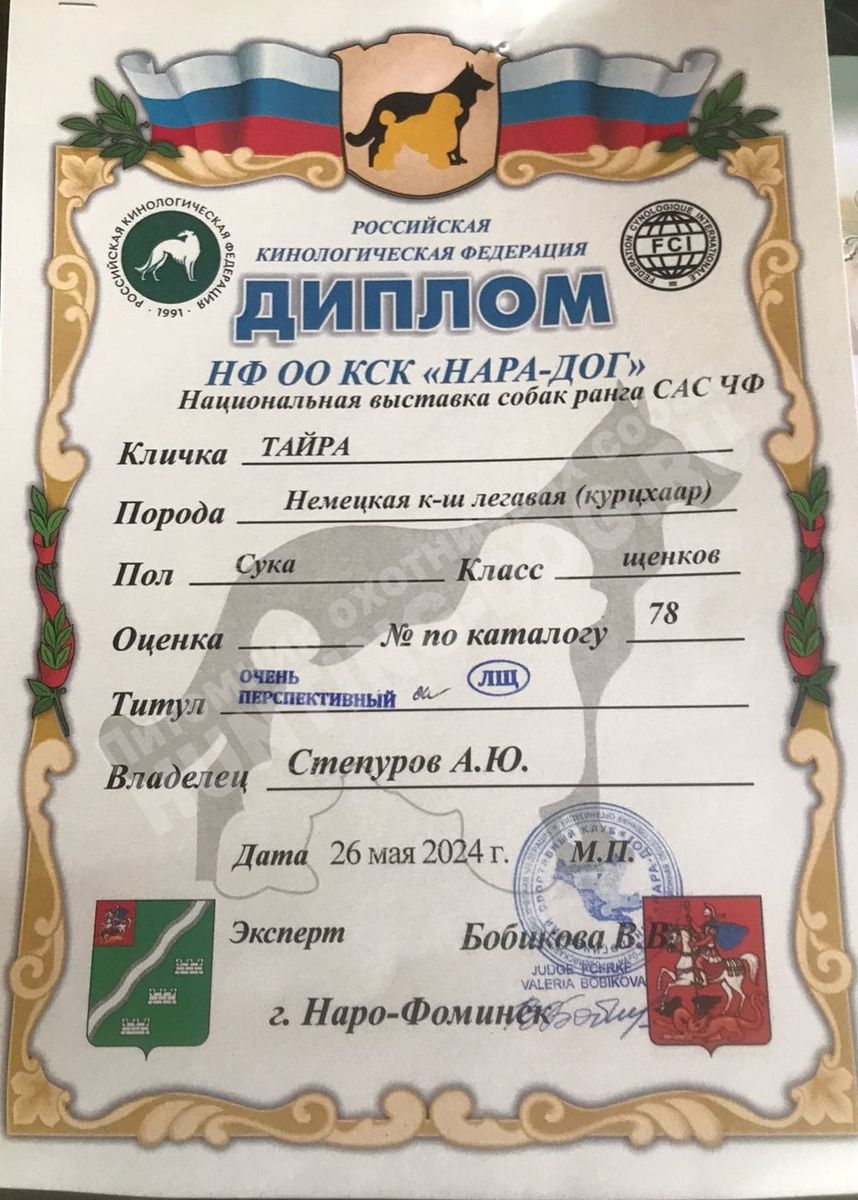 РОССИЙСКАЯ КИНОЛОГИЧЕСКАЯ ФЕДЕРАЦИЯ
· 1991 ·
РОССИЙСКАЯ
КИНОЛОГИЧЕСКАЯ ФЕДЕРАЦИЯ
FEDERATION CYNOLOGIQUE INTERNATIONALE
FCI
ДИПЛОМ
НФ ОО КСК «НАРА-ДОГ»
Национальная выставка собак ранга САС ЧФ
Кличка ТАЙРА
Порода Немецкая к-ш легавая (курцхаар)
Пол Сука Класс щенков
Оценка № по каталогу 78
Титул ОЧЕНЬ ПЕРСПЕКТИВНЫЙ ЛЩ
Владелец Степуров А.Ю.
Дата 26 мая 2024 г. М.П.
Эксперт Бобикова В.В.
JUDGE FCI-RKF
VALERIA BOBIKOVA
г. Наро-Фоминск
Питомник охотничьих собак